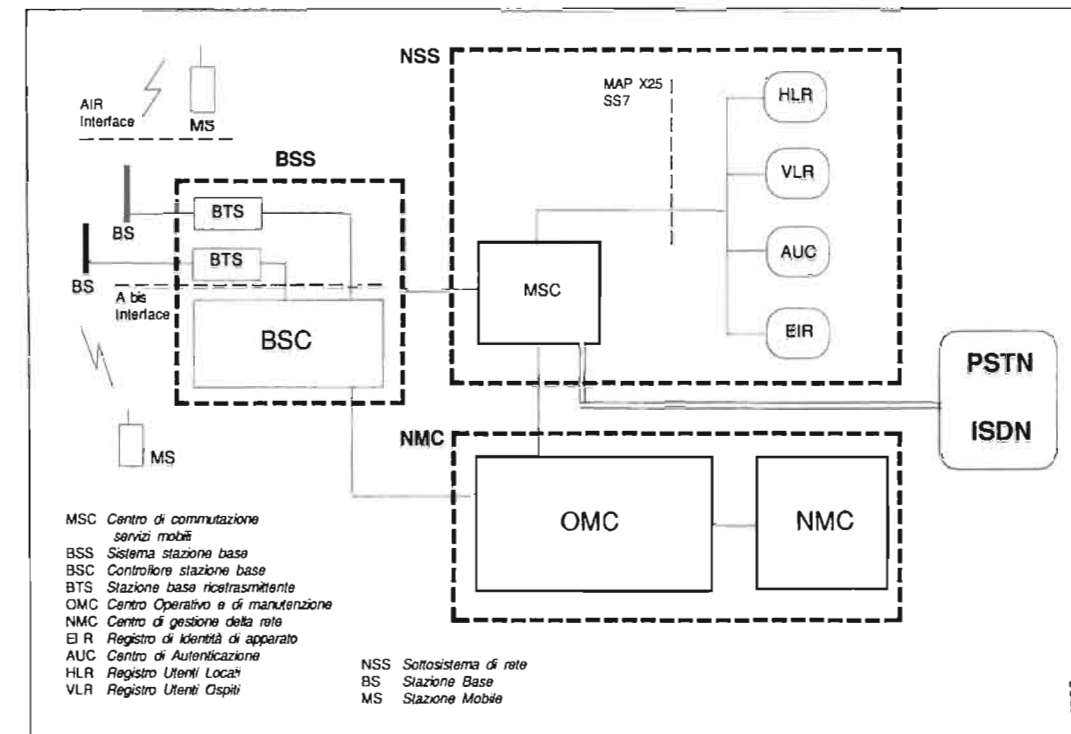 NSS
MAP X25
SS7
HLR
VLR
AUC
EIR
MSC
AIR
Interface
MS
BSS
BTS
BS
BTS
BS
A bis
Interface
BSC
MS
PSTN
ISDN
NMC
OMC
NMC
MSC Centro di commutazione
servizi mobili
BSS Sistema stazione base
BSC Controllore stazione base
BTS Stazione base ricetrasmittente
OMC Centro Operativo e di manutenzione
NMC Centro di gestione della rete
EIR Registro di Identità di apparato
AUC Centro di Autenticazione
HLR Registro Utenti Locali
VLR Registro Utenti Ospiti
NSS Sottosistema di rete
BS Stazione Base
MS Stazione Mobile